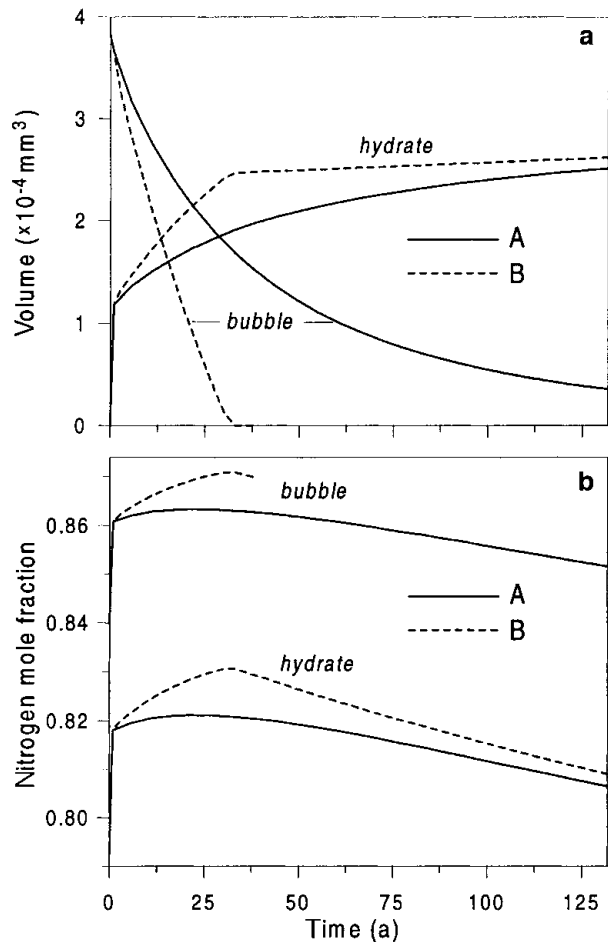 a
4
3
2
1
0
Volume (×10⁻⁴ mm³)
hydrate
A
B
bubble
b
0.86
0.84
0.82
0.80
Nitrogen mole fraction
bubble
A
B
hydrate
0 25 50 75 100 125
Time (a)